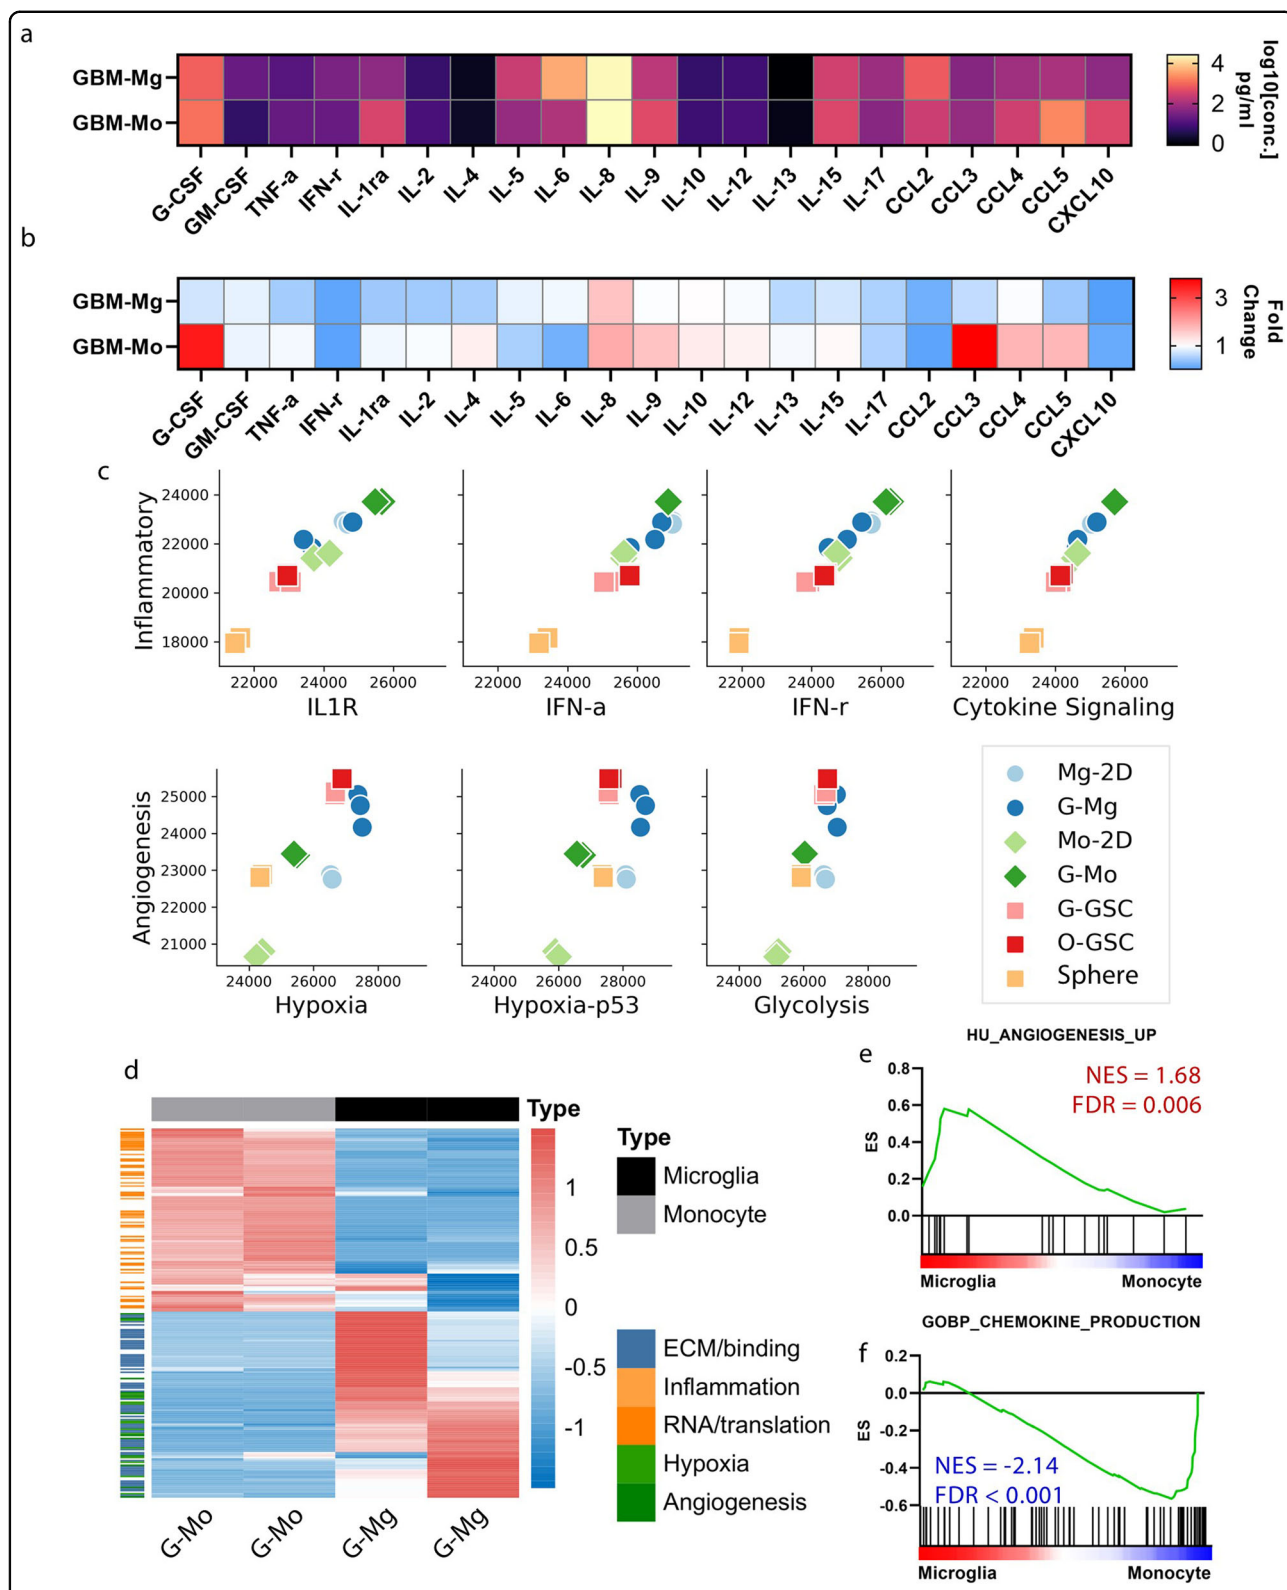 a
GBM-Mg
GBM-Mo
4
2
0
log10[conc.]
pg/ml
G-CSF
GM-CSF
TNF-a
IFN-r
IL-1ra
IL-2
IL-4
IL-5
IL-6
IL-8
IL-9
IL-10
IL-12
IL-13
IL-15
IL-17
CCL2
CCL3
CCL4
CCL5
CXCL10
b
GBM-Mg
GBM-Mo
3
1
Fold
Change
G-CSF
GM-CSF
TNF-a
IFN-r
IL-1ra
IL-2
IL-4
IL-5
IL-6
IL-8
IL-9
IL-10
IL-12
IL-13
IL-15
IL-17
CCL2
CCL3
CCL4
CCL5
CXCL10
c
Inflammatory
24000
22000
20000
18000
22000 24000 26000
IL1R
22000 24000 26000
IFN-a
22000 24000 26000
IFN-r
22000 24000 26000
Cytokine Signaling
Angiogenesis
25000
24000
23000
22000
21000
24000 26000 28000
Hypoxia
24000 26000 28000
Hypoxia-p53
24000 26000 28000
Glycolysis
Mg-2D
G-Mg
Mo-2D
G-Mo
G-GSC
O-GSC
Sphere
d
Type
1
0.5
0
-0.5
-1
G-Mo
G-Mo
G-Mg
G-Mg
Type
Microglia
Monocyte
ECM/binding
Inflammation
RNA/translation
Hypoxia
Angiogenesis
e
HU_ANGIOGENESIS_UP
NES = 1.68
FDR = 0.006
ES
0.8
0.6
0.4
0.2
0.0
Microglia Monocyte
f
GOBP_CHEMOKINE_PRODUCTION
ES
0.2
0.0
-0.2
-0.4
-0.6
NES = -2.14
FDR < 0.001
Microglia Monocyte